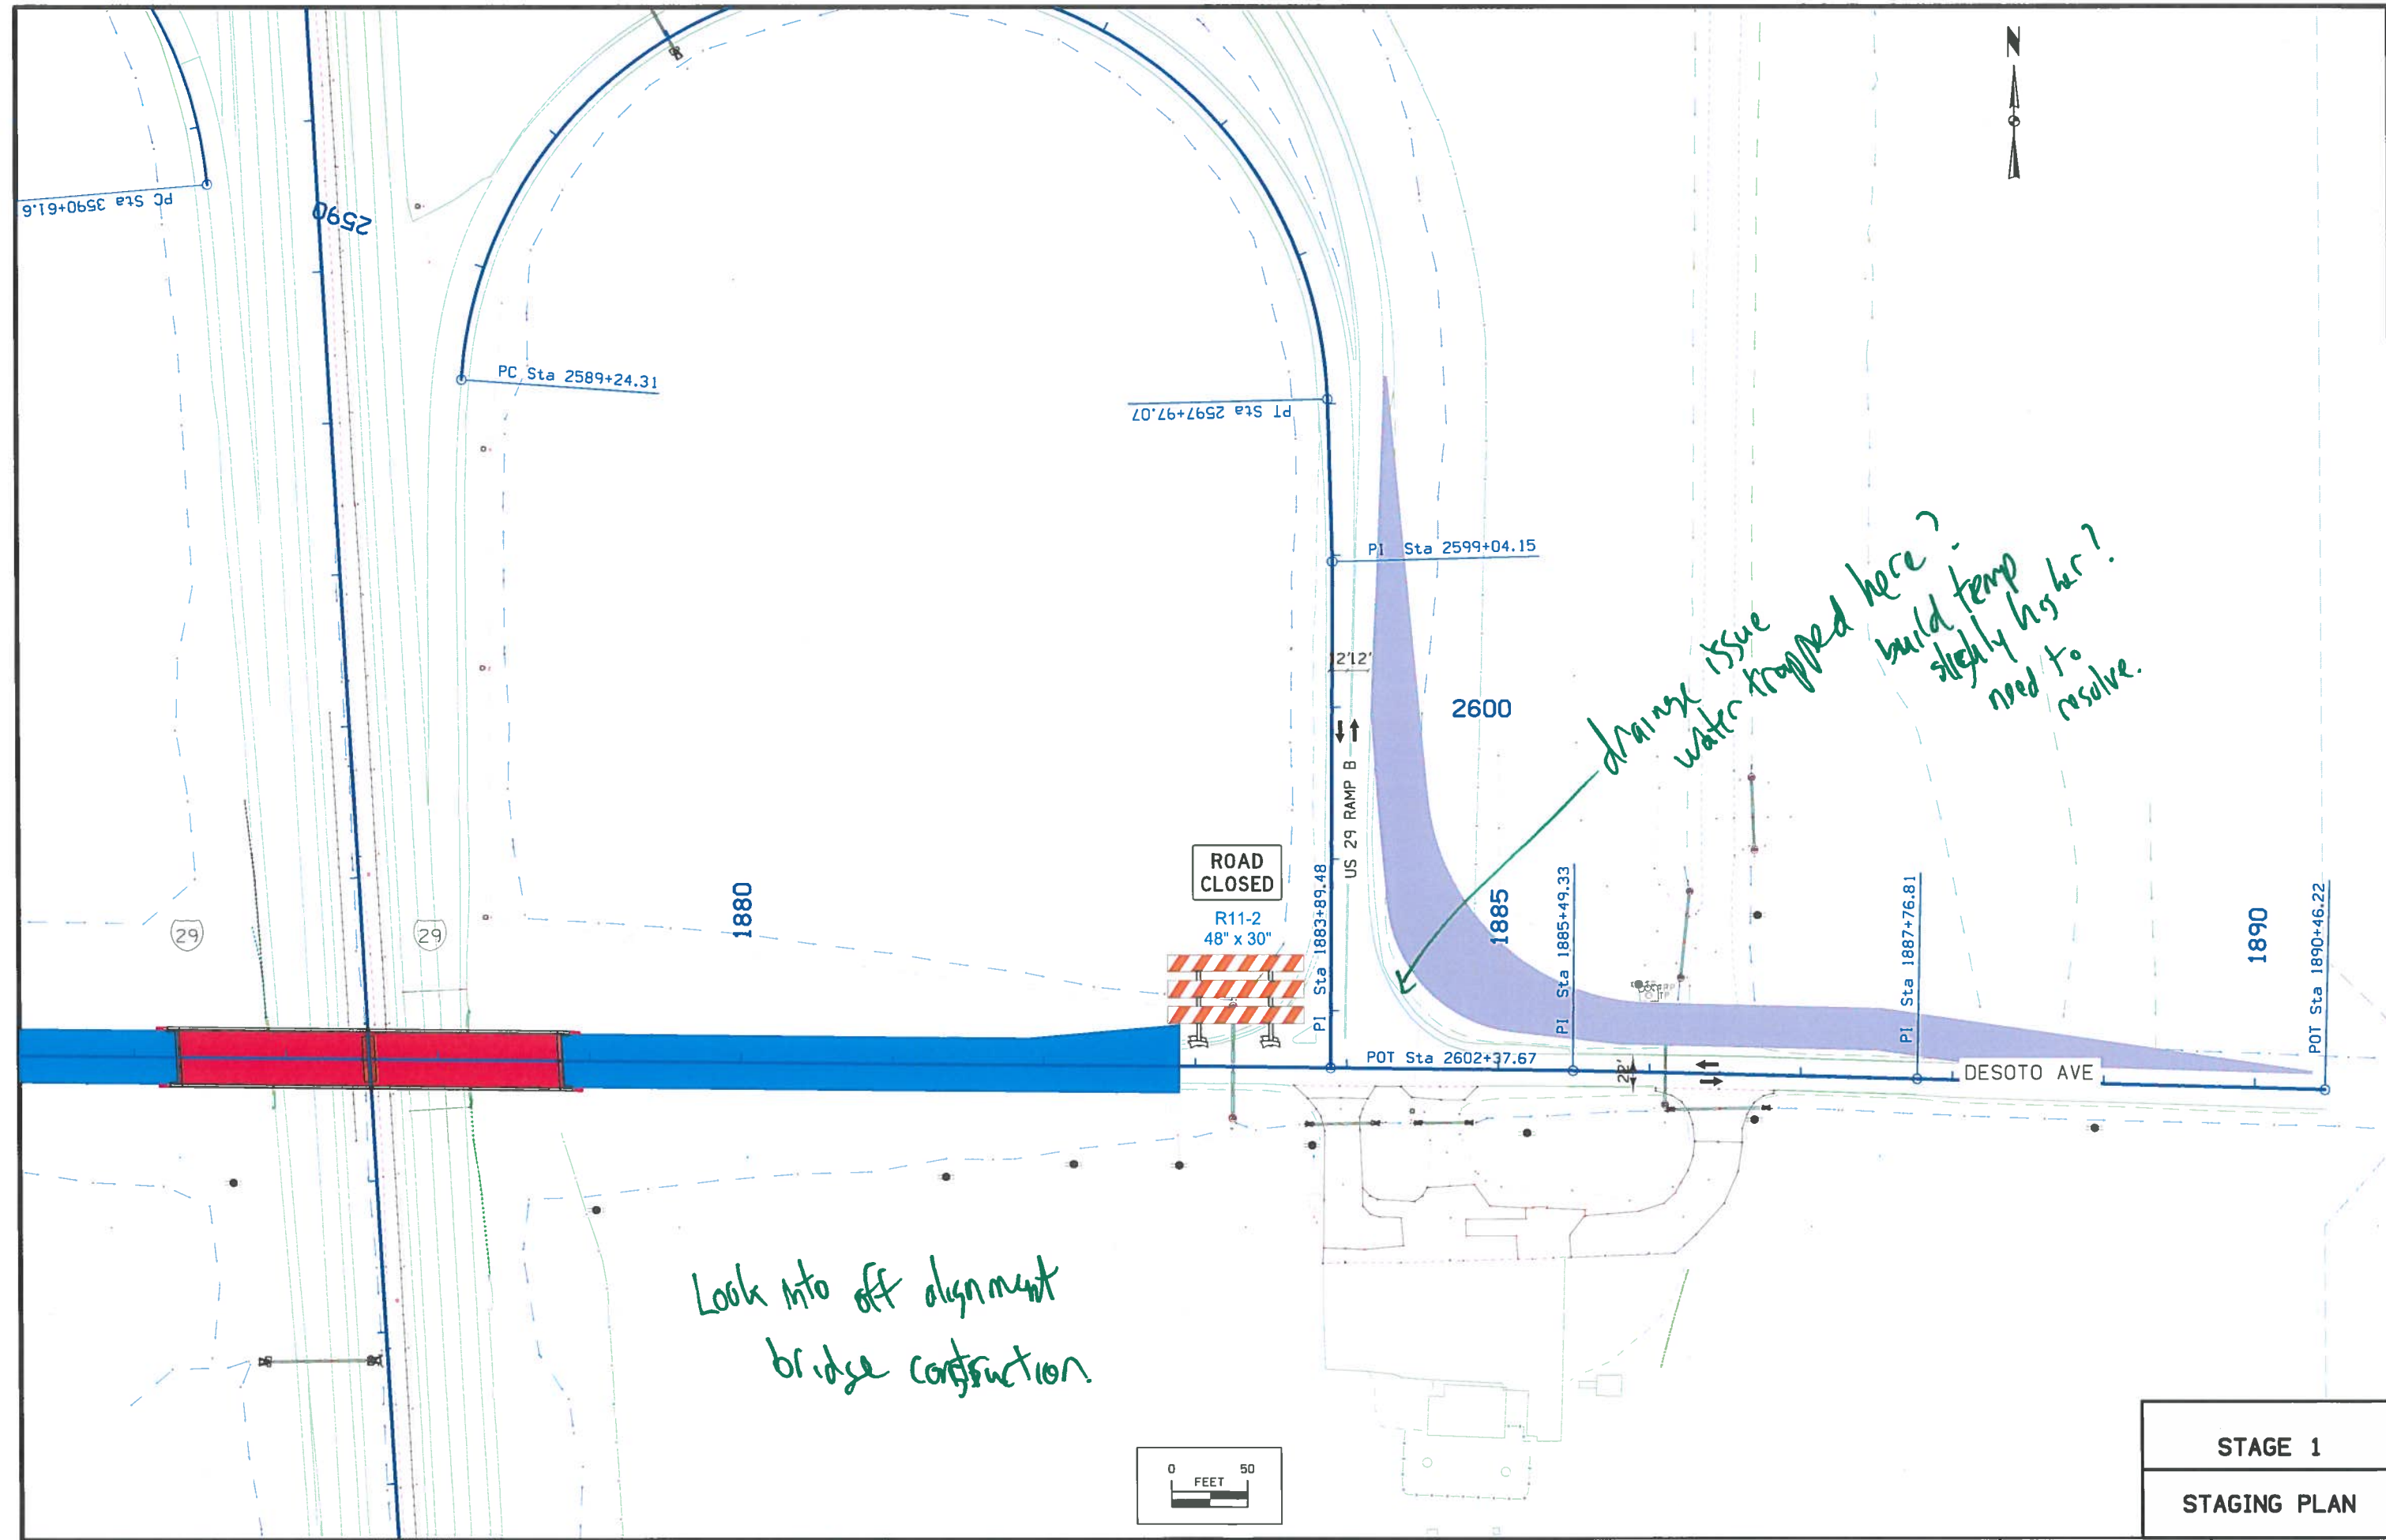 N
PC Sta 3590+61.6
2590
PC Sta 2589+24.31
PT Sta 2597+97.07
PI Sta 2599+04.15
drainge issue
water trapped here?
build temp
slightly higher?
need to
resolve.
12'12'
2600
US 29 RAMP B
ROAD
CLOSED
R11-2
48" x 30"
PI Sta 1883+89.48
1880
1885
PI Sta 1885+49.33
PI Sta 1887+76.81
1890
POT Sta 1890+46.22
29
29
POT Sta 2602+37.67
22'
DESOTO AVE
Look into off alignment
bridge construction.
0 50
FEET
STAGE 1
STAGING PLAN